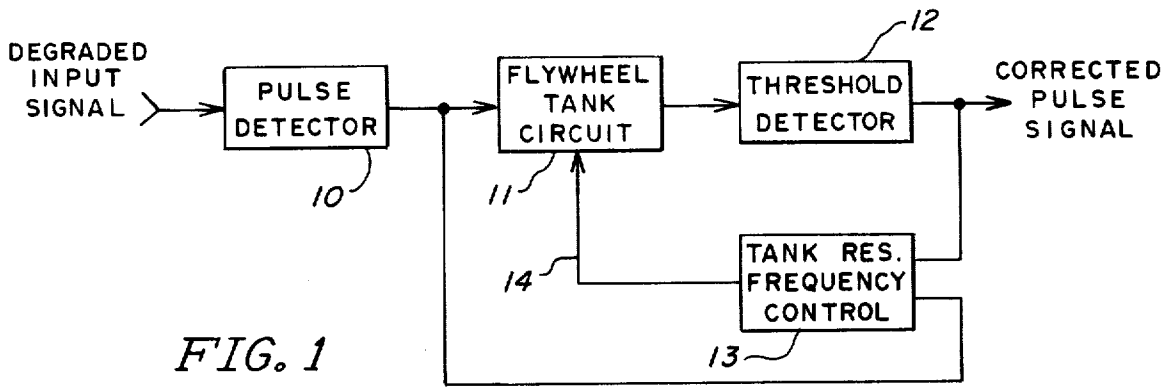 DEGRADED
INPUT
SIGNAL
PULSE
DETECTOR
10
FLYWHEEL
TANK
CIRCUIT
11
12
THRESHOLD
DETECTOR
CORRECTED
PULSE
SIGNAL
14
TANK RES.
FREQUENCY
CONTROL
13
FIG. 1